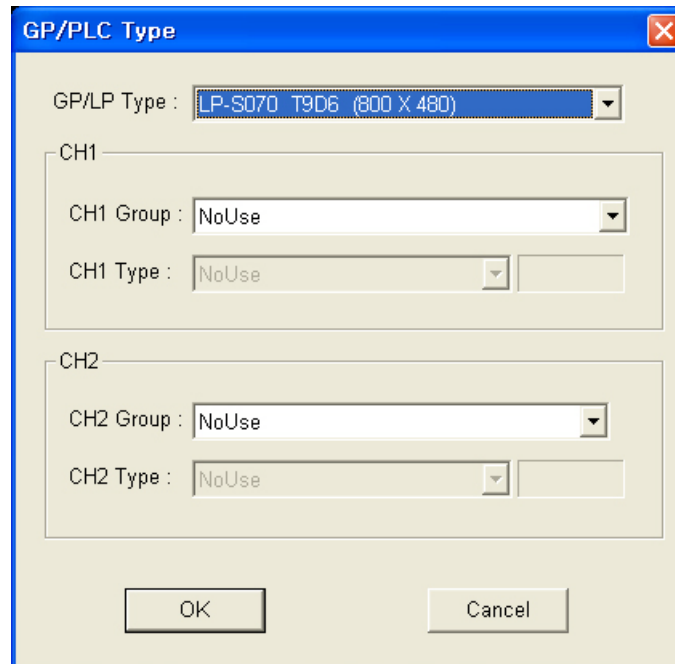 GP/PLC Type
GP/LP Type : LP-S070 T9D6 (800 X 480)
CH1
CH1 Group : NoUse
CH1 Type : NoUse
CH2
CH2 Group : NoUse
CH2 Type : NoUse
OK Cancel